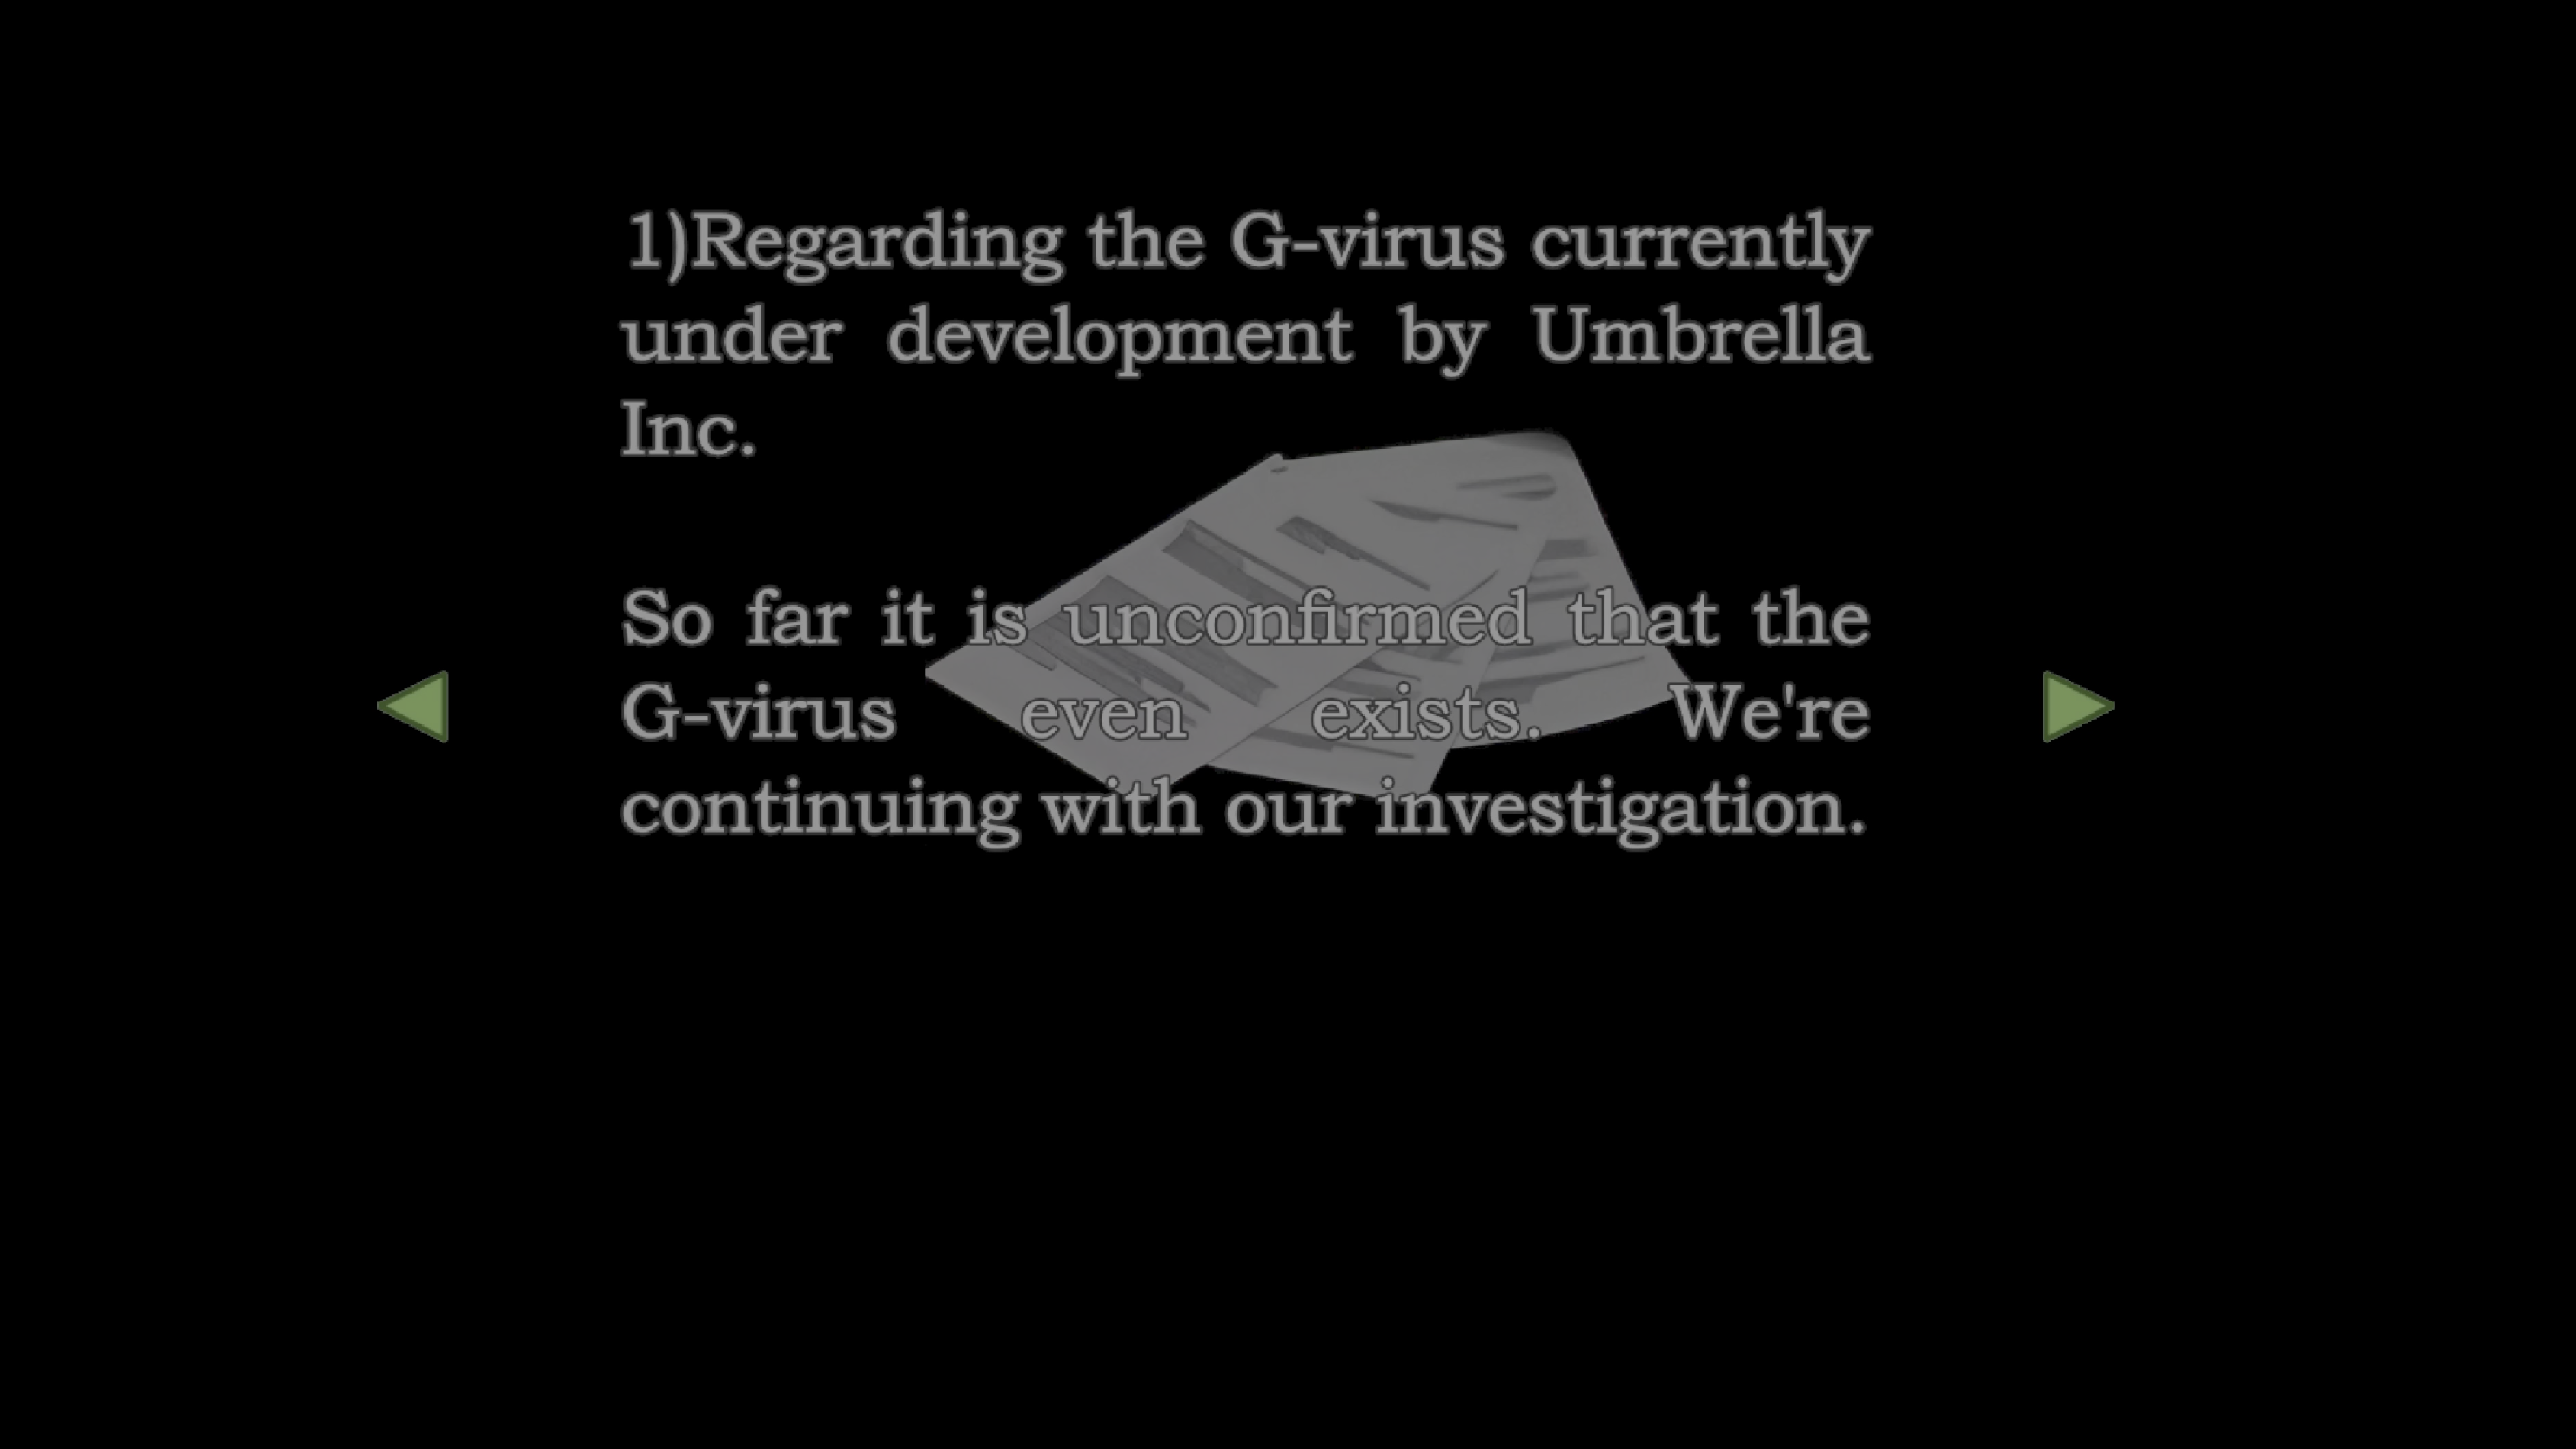 1)Regarding the G-virus currently
under development by Umbrella
Inc.
So far it is unconfirmed that the
G-virus even exists. We're
continuing with our investigation.